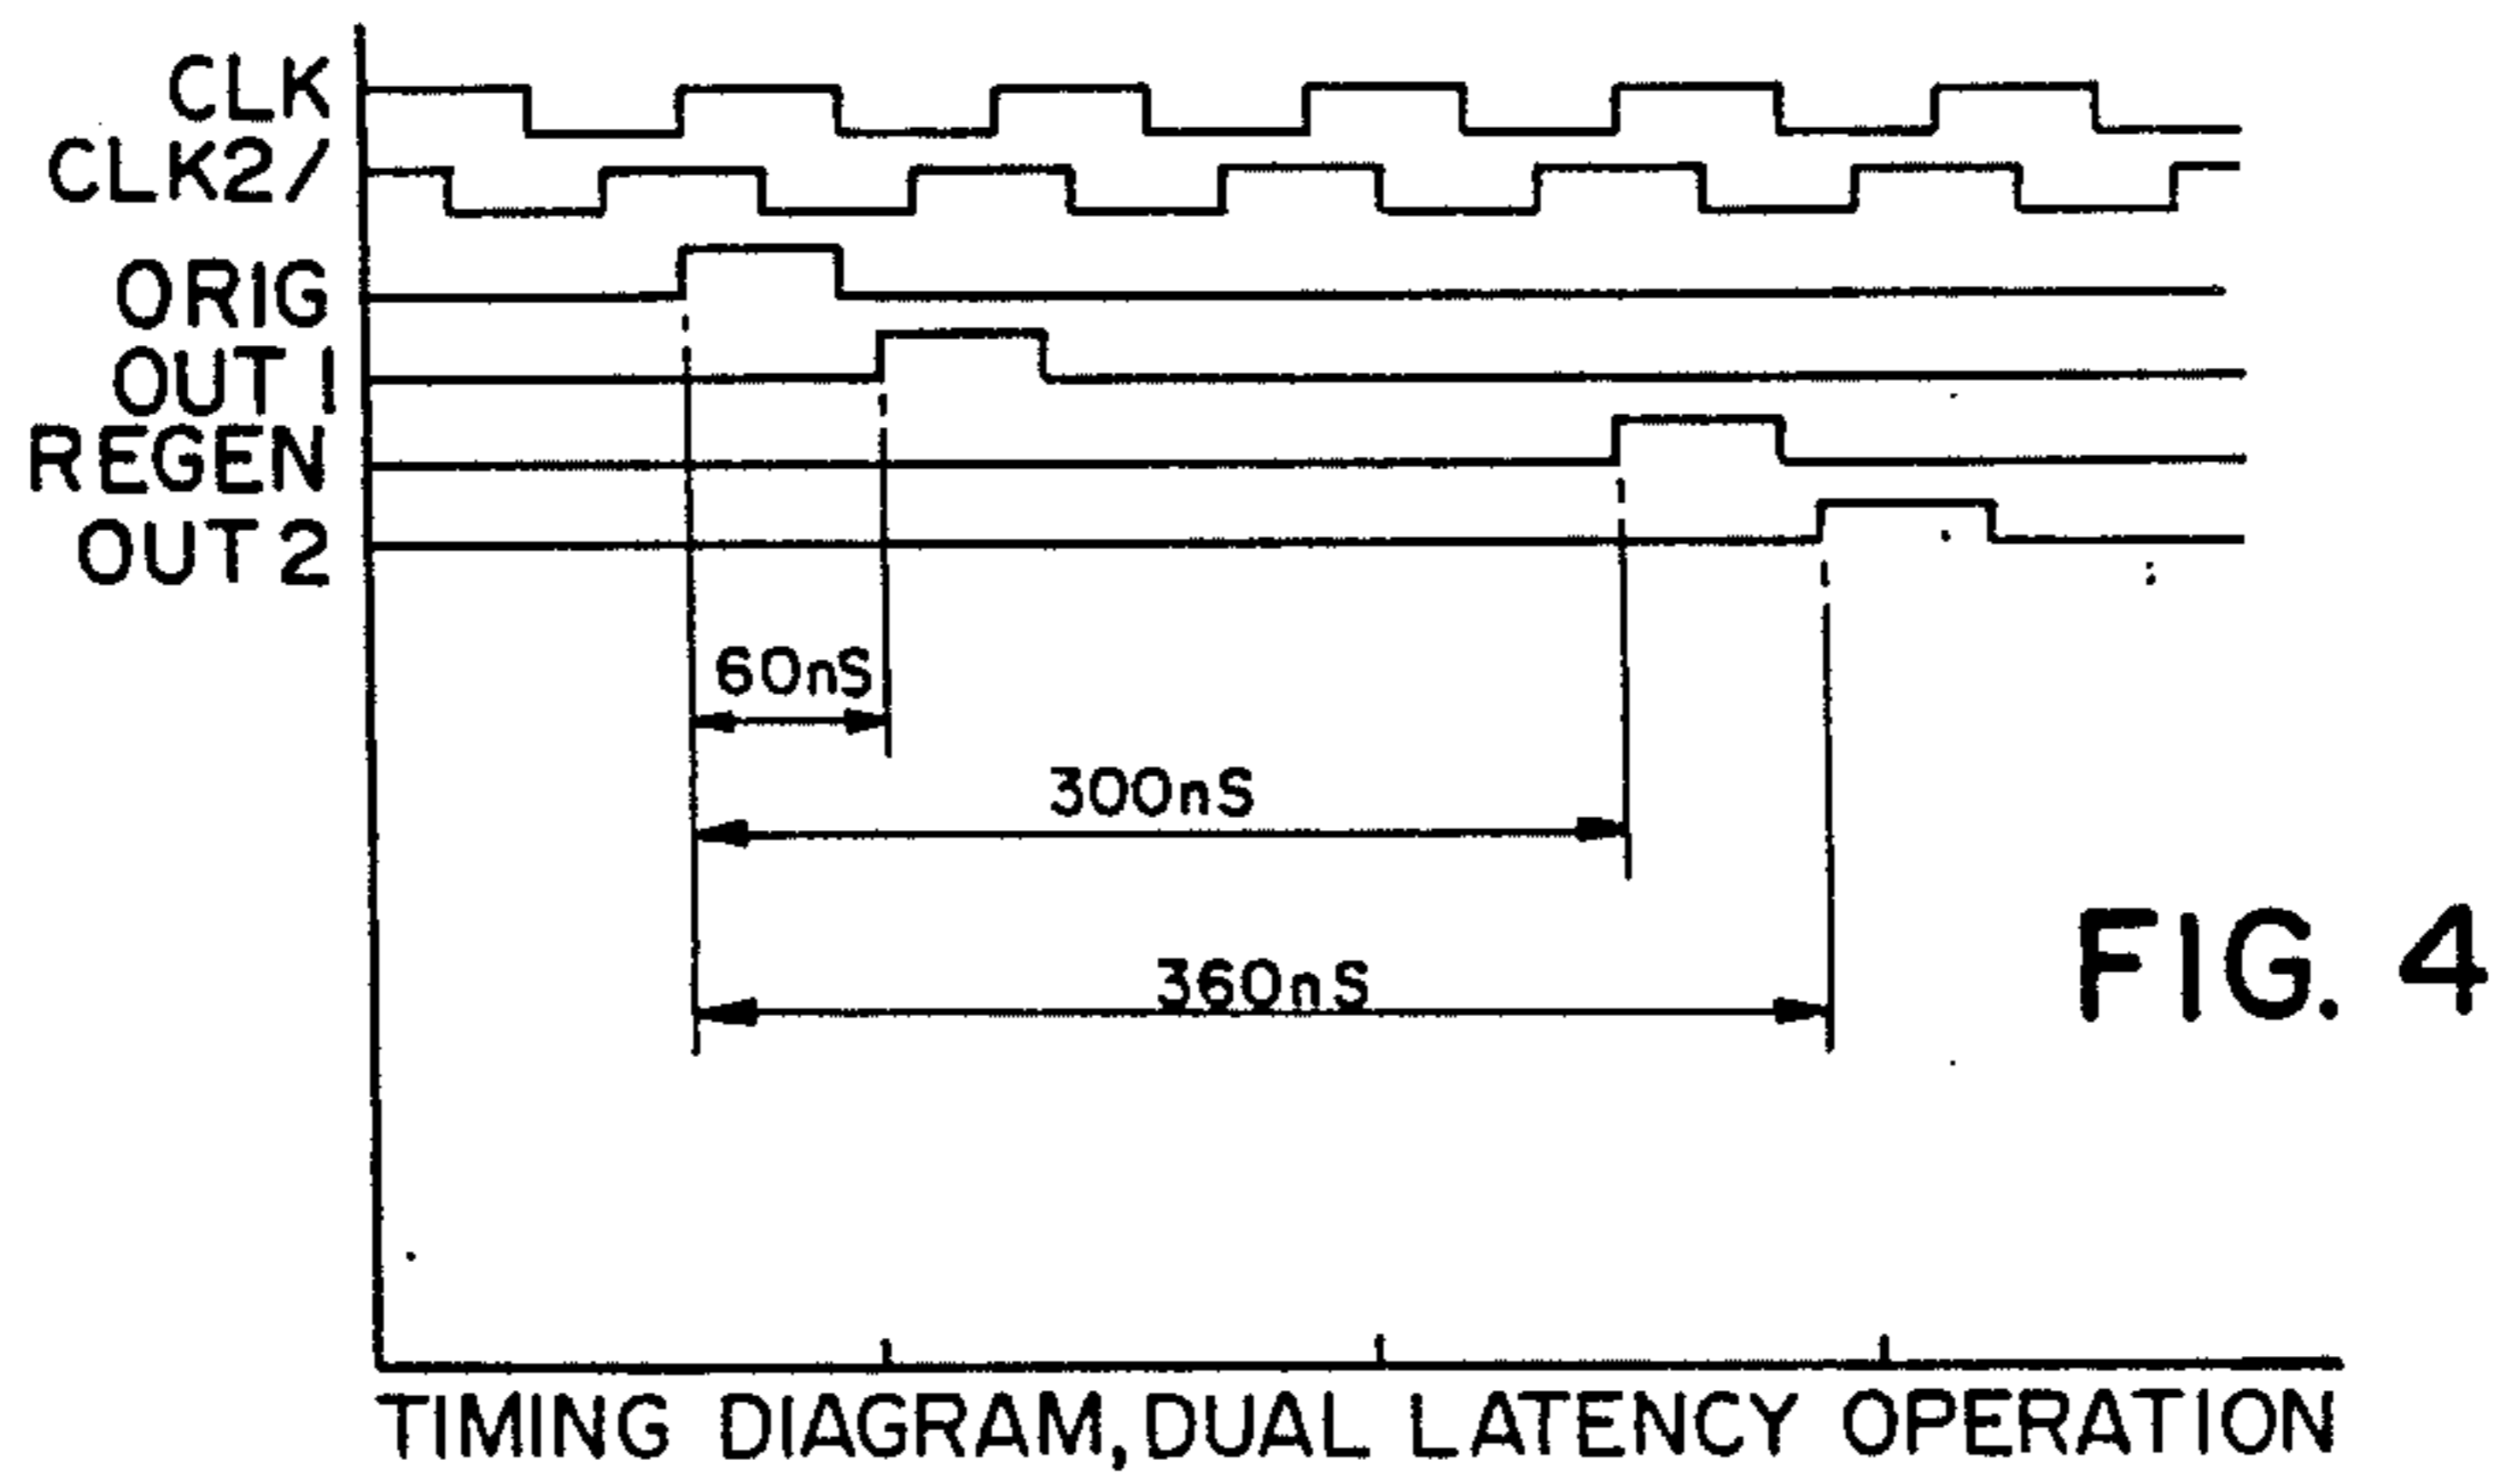 CLK
CLK2/
ORIG
OUT 1
REGEN
OUT 2
60nS
300nS
360nS
FIG. 4
TIMING DIAGRAM, DUAL LATENCY OPERATION